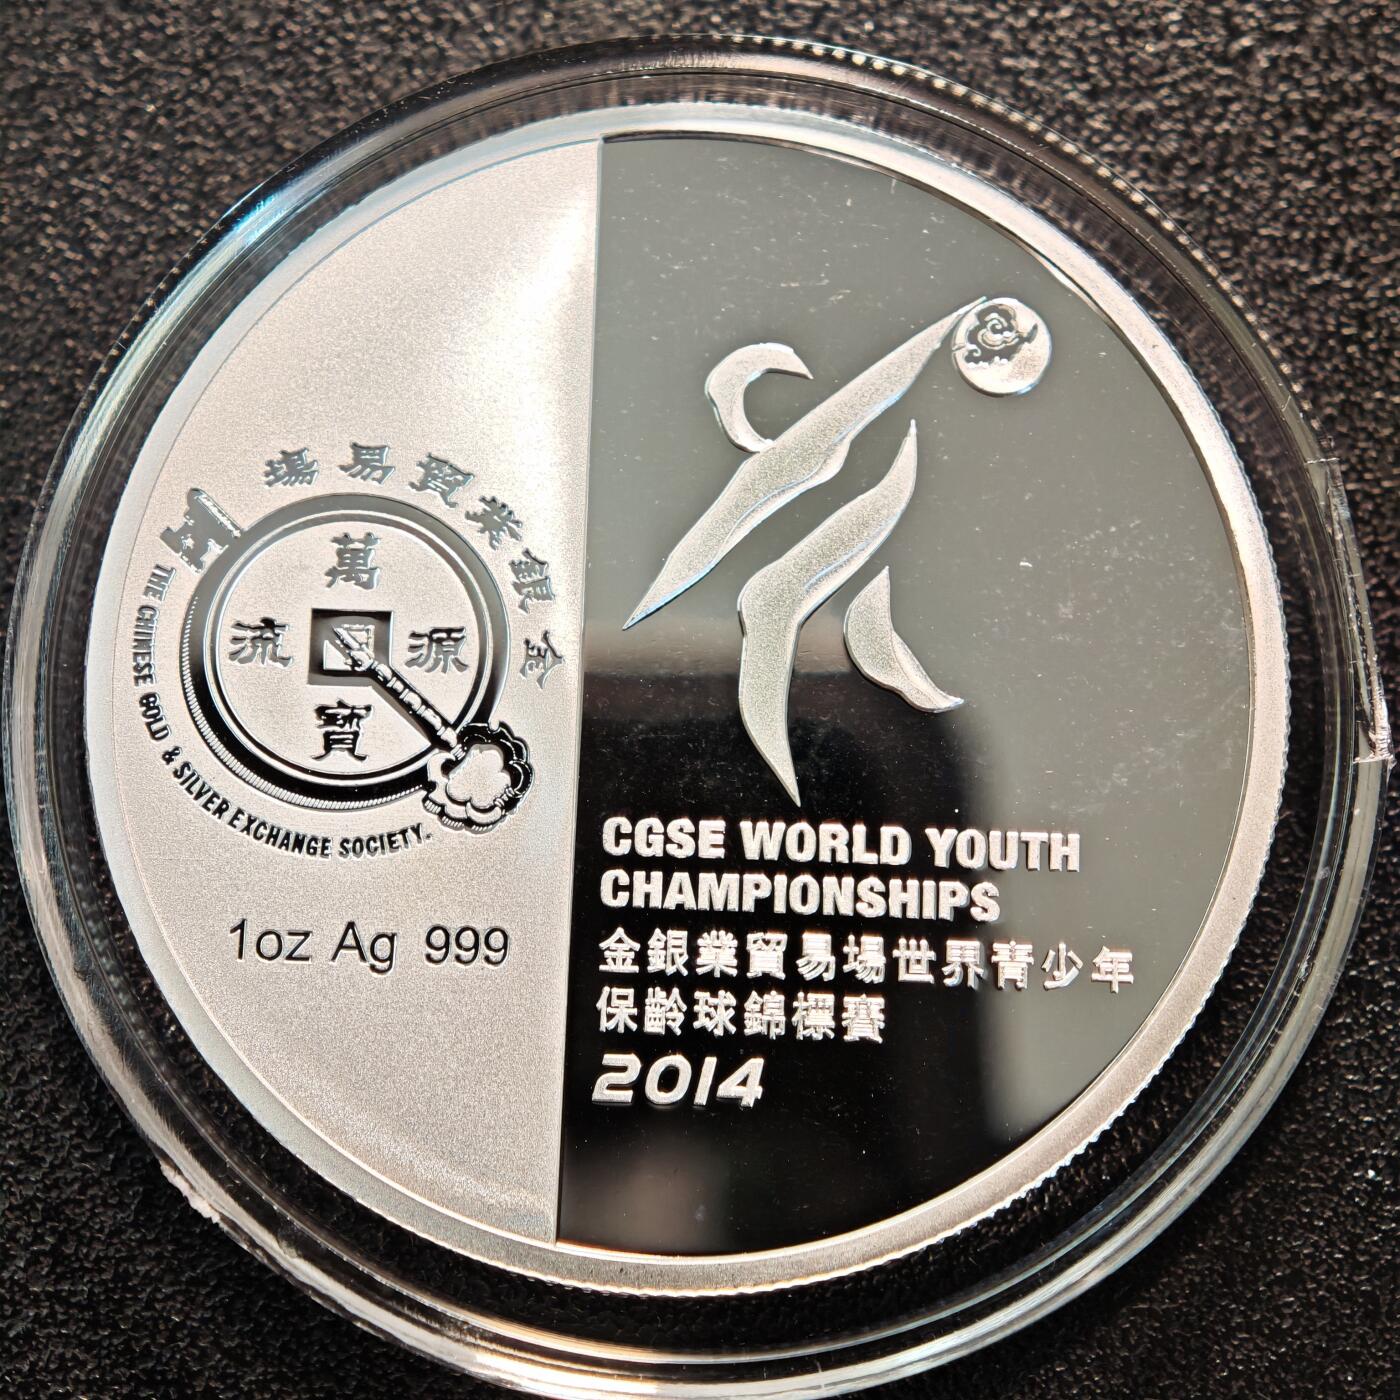 場易貿業銀金
萬
流 源
寶
THE CHINESE GOLD & SILVER EXCHANGE SOCIETY.
1oz Ag 999
CGSE WORLD YOUTH
CHAMPIONSHIPS
金銀業貿易場世界青少年
保齡球錦標賽
2014